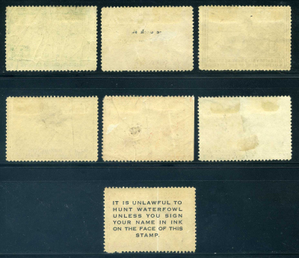 IT IS UNLAWFUL TO
HUNT WATERFOWL
UNLESS YOU SIGN
YOUR NAME IN INK
ON THE FACE OF THIS
STAMP.